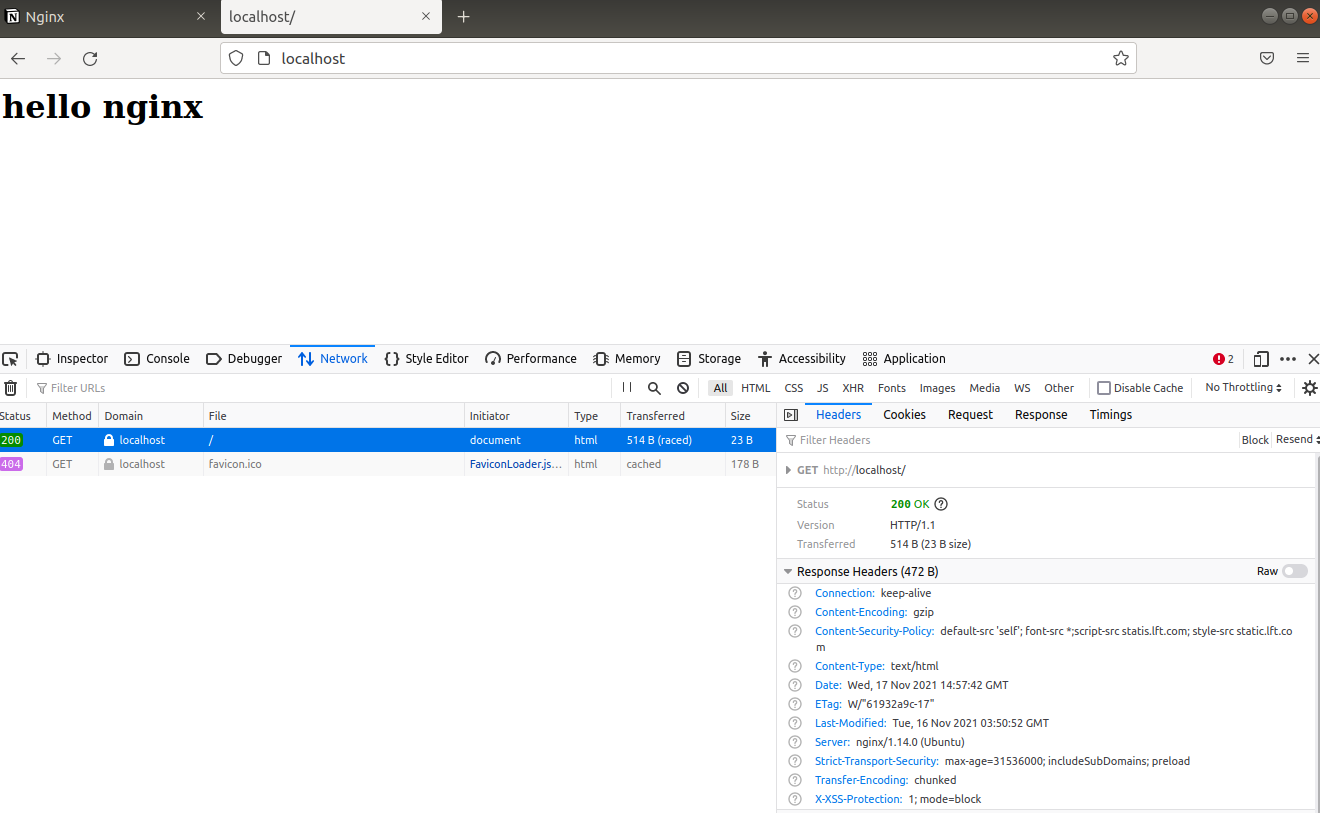 Nginx
localhost/
localhost
hello nginx
Inspector Console Debugger Network Style Editor Performance Memory Storage Accessibility Application 2
Filter URLs All HTML CSS JS XHR Fonts Images Media WS Other Disable Cache No Throttling
Status Method Domain File Initiator Type Transferred Size
200 GET localhost / document html 514 B (raced) 23 B
404 GET localhost favicon.ico FaviconLoader.js... html cached 178 B
Headers Cookies Request Response Timings
Filter Headers Block Resend
GET http://localhost/
Status 200 OK
Version HTTP/1.1
Transferred 514 B (23 B size)
Response Headers (472 B) Raw
Connection: keep-alive
Content-Encoding: gzip
Content-Security-Policy: default-src 'self'; font-src *;script-src statis.lft.com; style-src static.lft.co
m
Content-Type: text/html
Date: Wed, 17 Nov 2021 14:57:42 GMT
ETag: W/"61932a9c-17"
Last-Modified: Tue, 16 Nov 2021 03:50:52 GMT
Server: nginx/1.14.0 (Ubuntu)
Strict-Transport-Security: max-age=31536000; includeSubDomains; preload
Transfer-Encoding: chunked
X-XSS-Protection: 1; mode=block